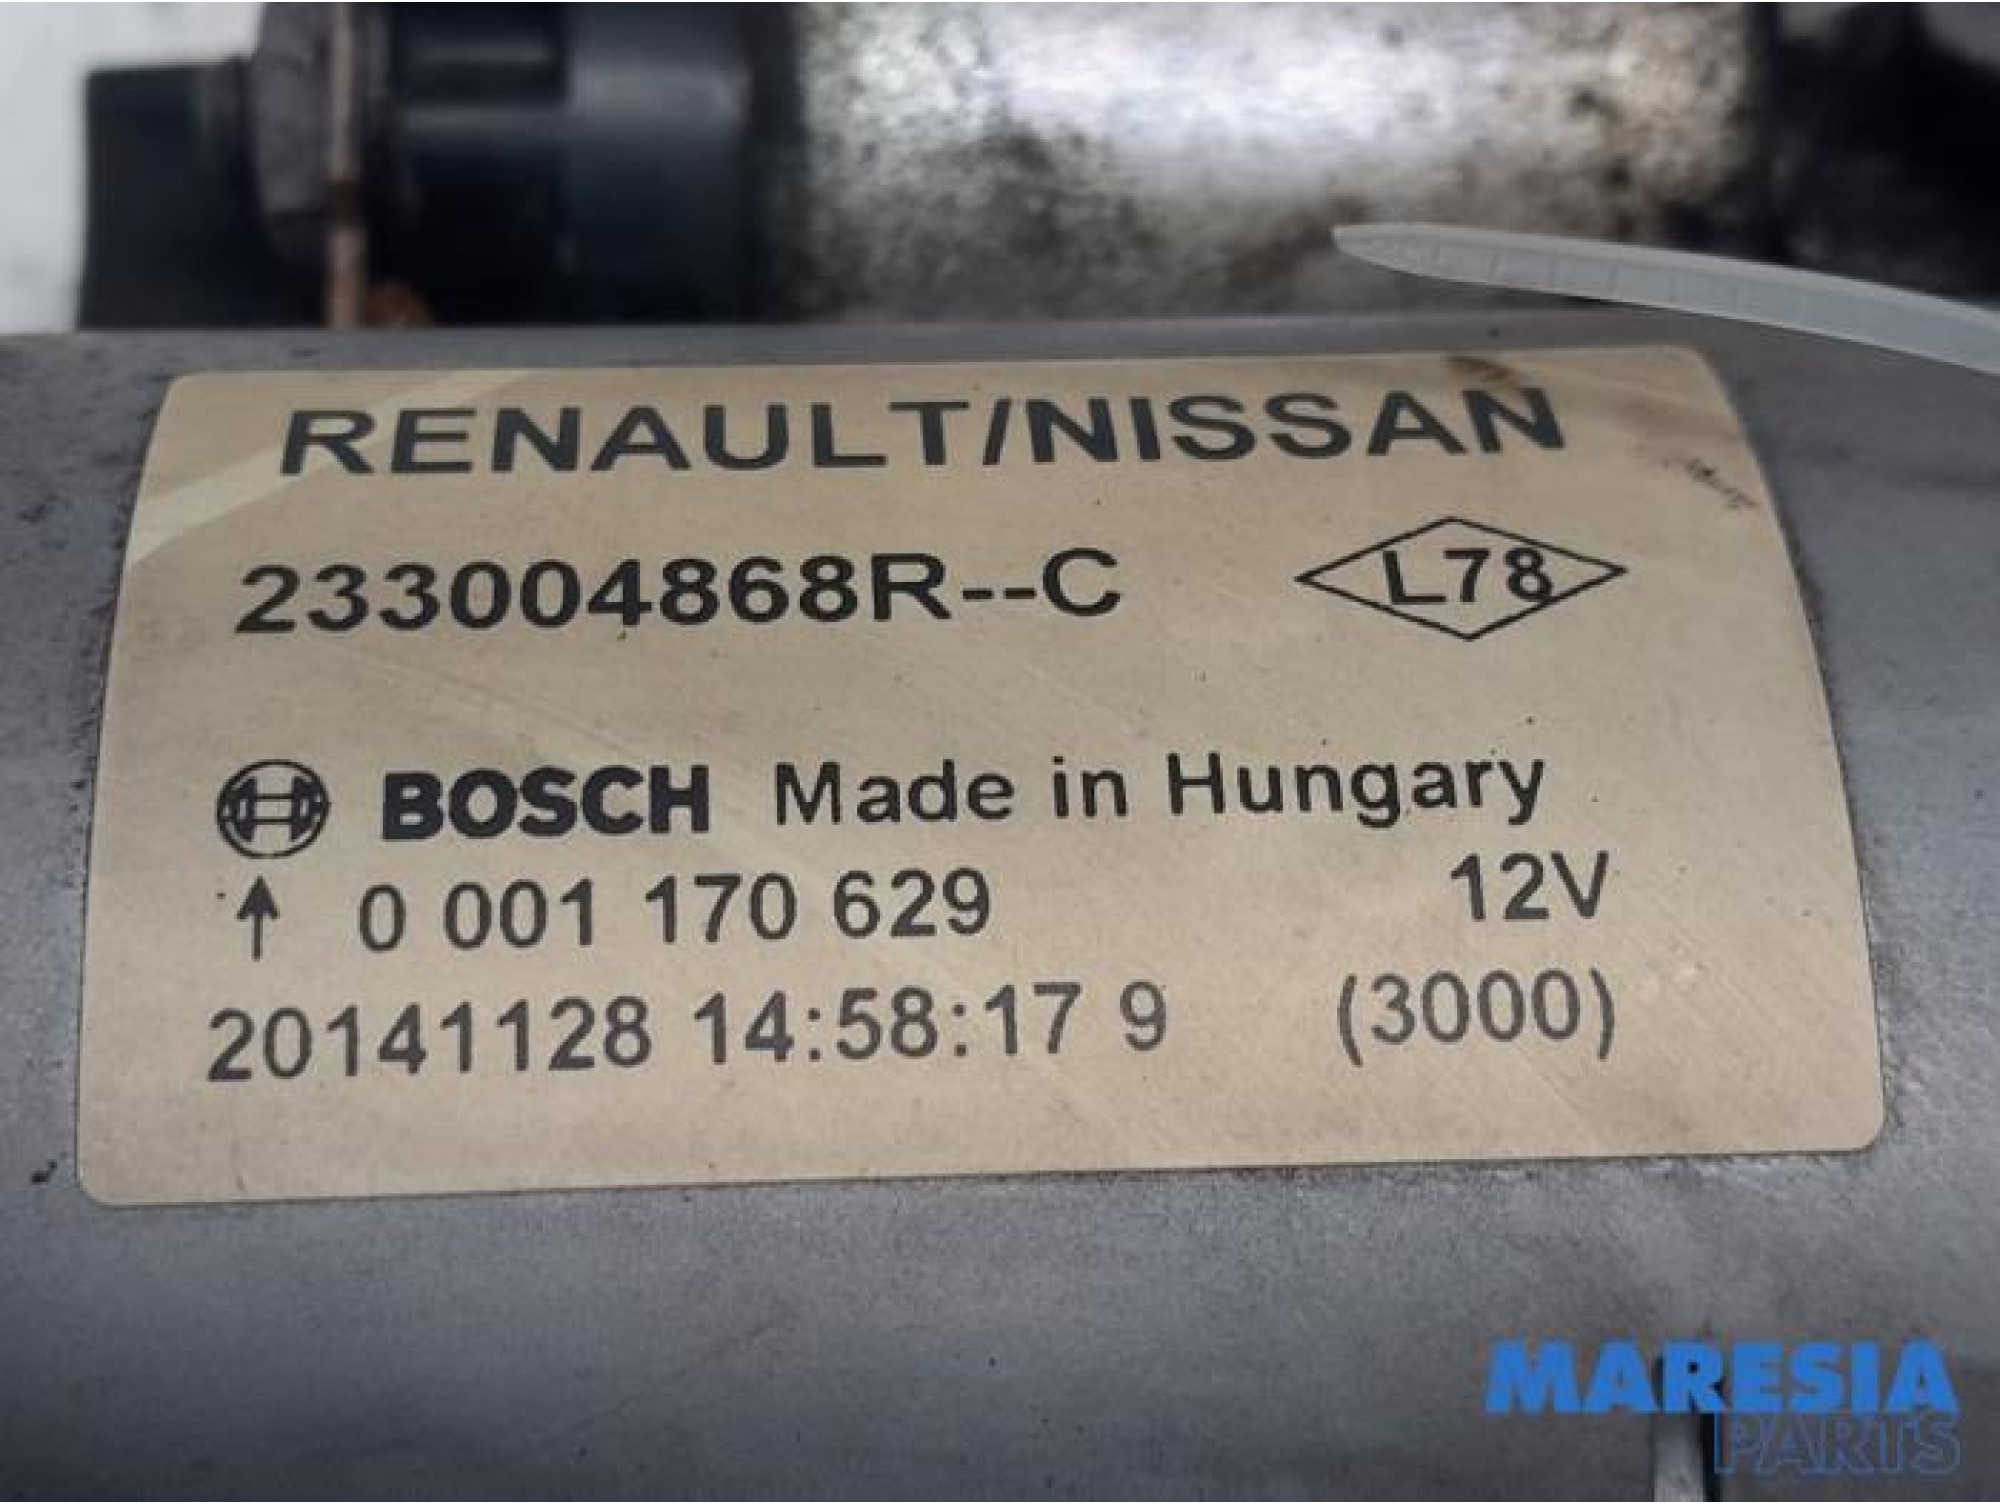 RENAULT/NISSAN
233004868R--C L78
BOSCH Made in Hungary
0 001 170 629 12V
20141128 14:58:17 9 (3000)
MARESIA
PARTS